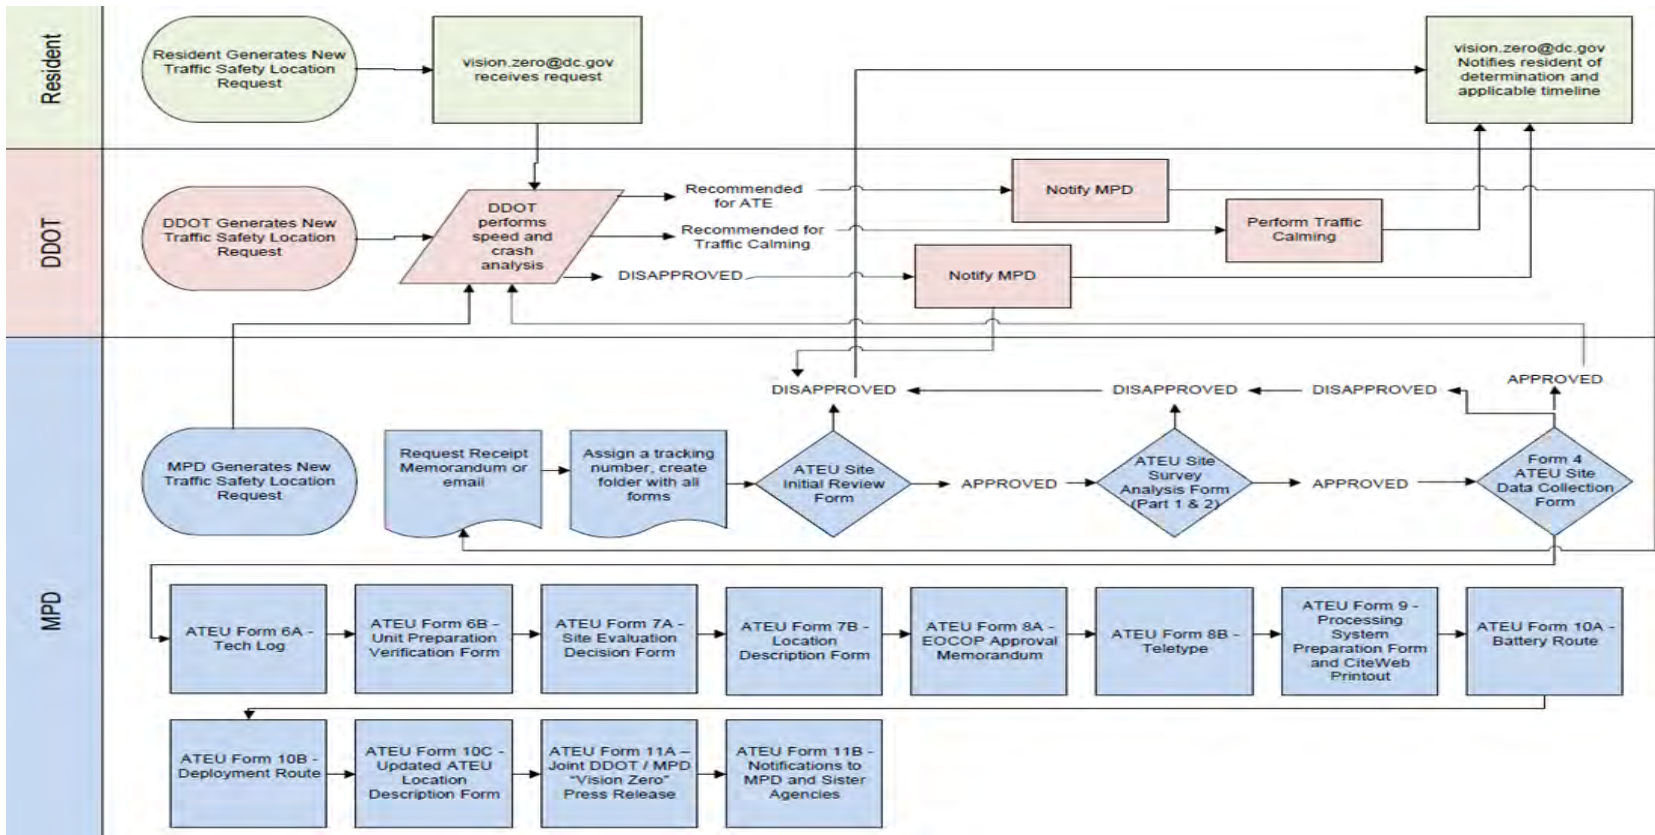 Resident
Resident Generates New
Traffic Safety Location
Request
vision.zero@dc.gov
receives request
vision.zero@dc.gov
Notifies resident of
determination and
applicable timeline
DDOT
DDOT Generates New
Traffic Safety Location
Request
DDOT
performs
speed and
crash
analysis
Recommended
for ATE
Recommended for
Traffic Calming
DISAPPROVED
Notify MPD
Notify MPD
Perform Traffic
Calming
MPD
MPD Generates New
Traffic Safety Location
Request
Request Receipt
Memorandum or
email
Assign a tracking
number, create
folder with all
forms
DISAPPROVED
ATEU Site
Initial Review
Form
APPROVED
DISAPPROVED
ATEU Site
Survey
Analysis Form
(Part 1 & 2)
APPROVED
DISAPPROVED
APPROVED
Form 4
ATEU Site
Data Collection
Form
ATEU Form 6A -
Tech Log
ATEU Form 6B -
Unit Preparation
Verification Form
ATEU Form 7A -
Site Evaluation
Decision Form
ATEU Form 7B -
Location
Description Form
ATEU Form 8A -
EOCOP Approval
Memorandum
ATEU Form 8B -
Teletype
ATEU Form 9 -
Processing
System
Preparation Form
and CiteWeb
Printout
ATEU Form 10A -
Battery Route
ATEU Form 10B -
Deployment Route
ATEU Form 10C -
Updated ATEU
Location
Description Form
ATEU Form 11A –
Joint DDOT / MPD
“Vision Zero”
Press Release
ATEU Form 11B -
Notifications to
MPD and Sister
Agencies